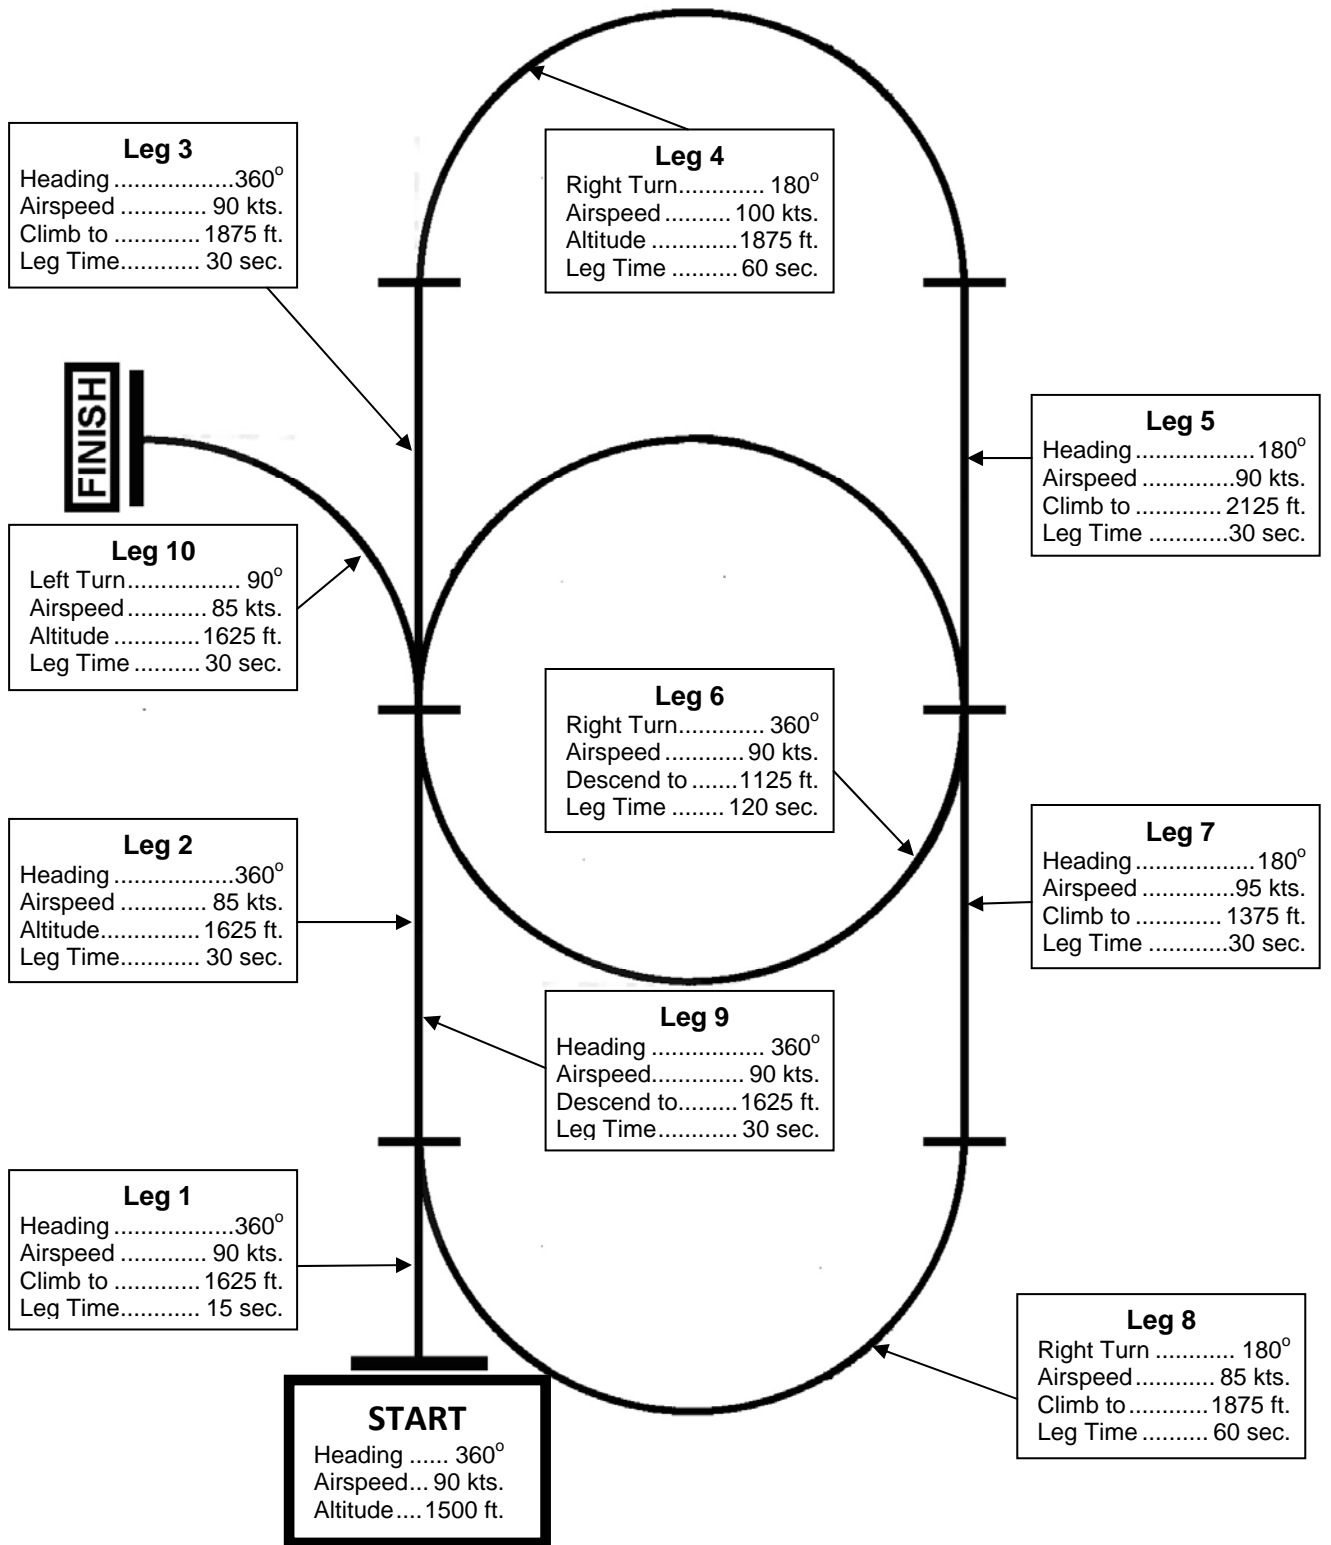 Leg 3
Heading ..................360°
Airspeed ............. 90 kts.
Climb to ............. 1875 ft.
Leg Time............ 30 sec.
Leg 4
Right Turn............. 180°
Airspeed .......... 100 kts.
Altitude .............1875 ft.
Leg Time .......... 60 sec.
FINISH
Leg 5
Heading ..................180°
Airspeed ..............90 kts.
Climb to ............. 2125 ft.
Leg Time ............30 sec.
Leg 10
Left Turn................. 90°
Airspeed ............ 85 kts.
Altitude .............1625 ft.
Leg Time .......... 30 sec.
Leg 6
Right Turn............. 360°
Airspeed ............ 90 kts.
Descend to .......1125 ft.
Leg Time ........ 120 sec.
Leg 2
Heading ..................360°
Airspeed ............. 85 kts.
Altitude............... 1625 ft.
Leg Time............ 30 sec.
Leg 7
Heading ..................180°
Airspeed ..............95 kts.
Climb to ............. 1375 ft.
Leg Time ............30 sec.
Leg 9
Heading ................. 360°
Airspeed.............. 90 kts.
Descend to.........1625 ft.
Leg Time............ 30 sec.
Leg 1
Heading ..................360°
Airspeed ............. 90 kts.
Climb to ............. 1625 ft.
Leg Time............ 15 sec.
Leg 8
Right Turn ............ 180°
Airspeed ............. 85 kts.
Climb to ............1875 ft.
Leg Time .......... 60 sec.
START
Heading ...... 360°
Airspeed... 90 kts.
Altitude ....1500 ft.